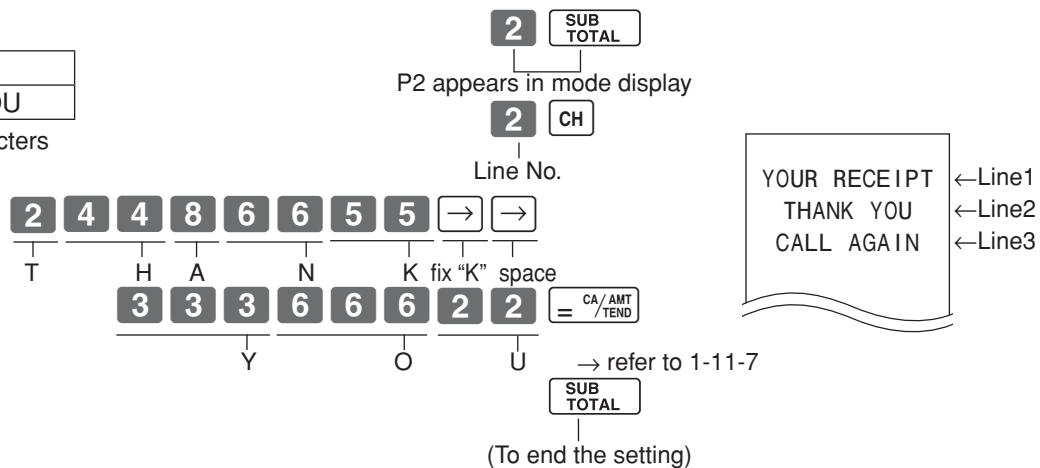 2 SUB TOTAL
P2 appears in mode display
2 CH
Line No.
OU
cters
2 4 4 8 6 6 5 5 → →
T H A N K fix “K” space
3 3 3 6 6 6 2 2 = CA/AMT TEND
Y O U → refer to 1-11-7
SUB TOTAL
(To end the setting)
YOUR RECEIPT ←Line1
THANK YOU ←Line2
CALL AGAIN ←Line3